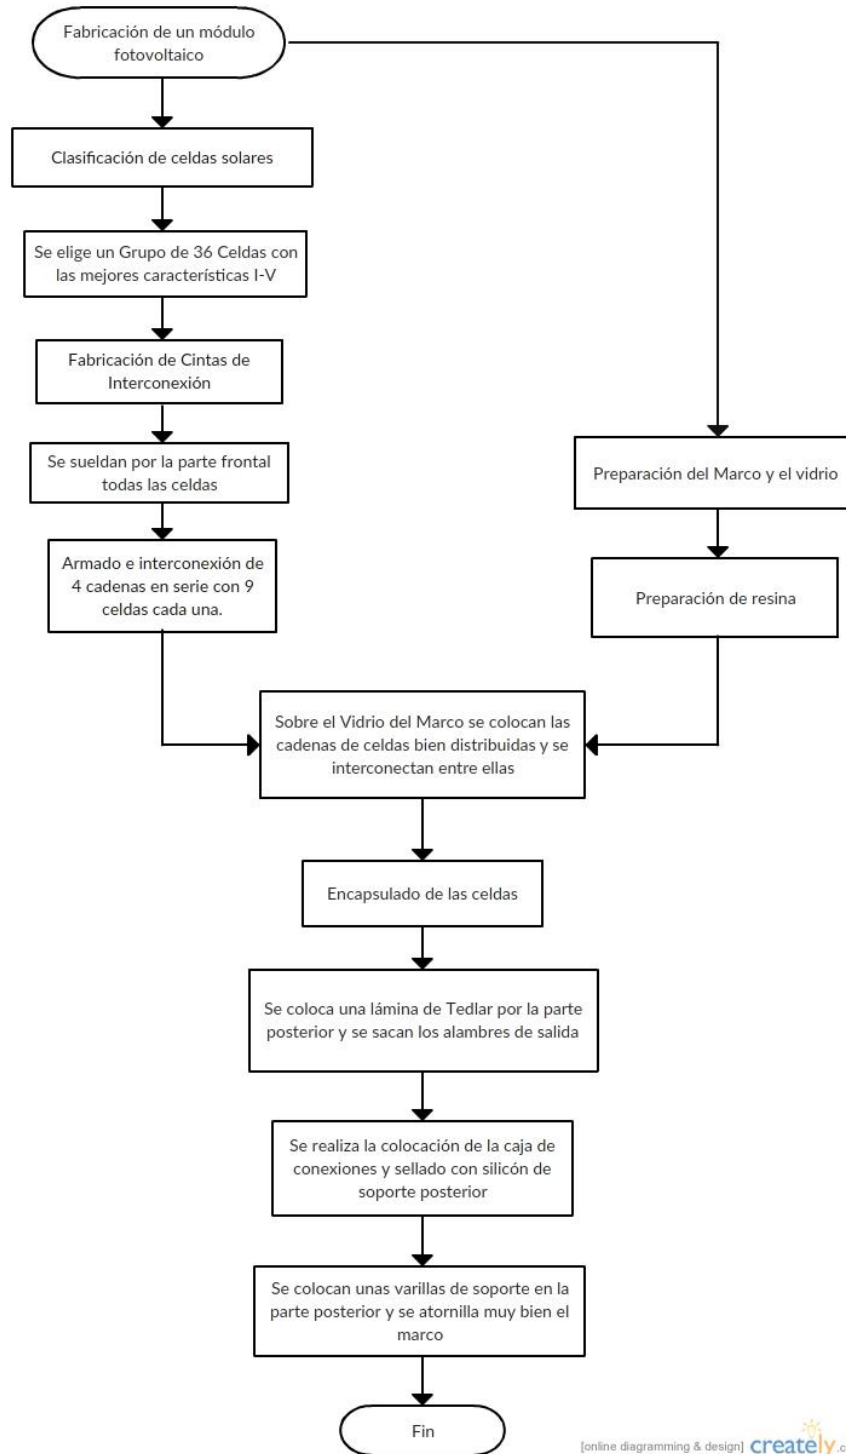 Fabricación de un módulo
fotovoltaico
Clasificación de celdas solares
Se elige un Grupo de 36 Celdas con
las mejores característificas I-V
Fabricación de Cintas de
Interconexión
Se sueldan por la parte frontal
todas las celdas
Armado e interconexión de
4 cadenas en serie con 9
celdas cada una.
Preparación del Marco y el vidrio
Preparación de resina
Sobre el Vidrio del Marco se colocan las
cadenas de celdas bien distribuidas y se
interconectan entre ellas
Encapsulado de las celdas
Se coloca una lámina de Tedlar por la parte
posterior y se sacan los alambres de salida
Se realiza la colocación de la caja de
conexiones y sellado con silicón de
soporte posterior
Se colocan unas varillas de soporte en la
parte posterior y se atornilla muy bien el
marco
Fin
[online diagramming & design] creately.c